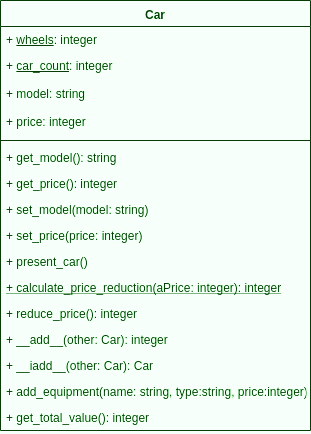 Car
+ wheels: integer
+ car_count: integer
+ model: string
+ price: integer
+ get_model(): string
+ get_price(): integer
+ set_model(model: string)
+ set_price(price: integer)
+ present_car()
+ calculate_price_reduction(aPrice: integer): integer
+ reduce_price(): integer
+ __add__(other: Car): integer
+ __iadd__(other: Car): Car
+ add_equipment(name: string, type:string, price:integer)
+ get_total_value(): integer